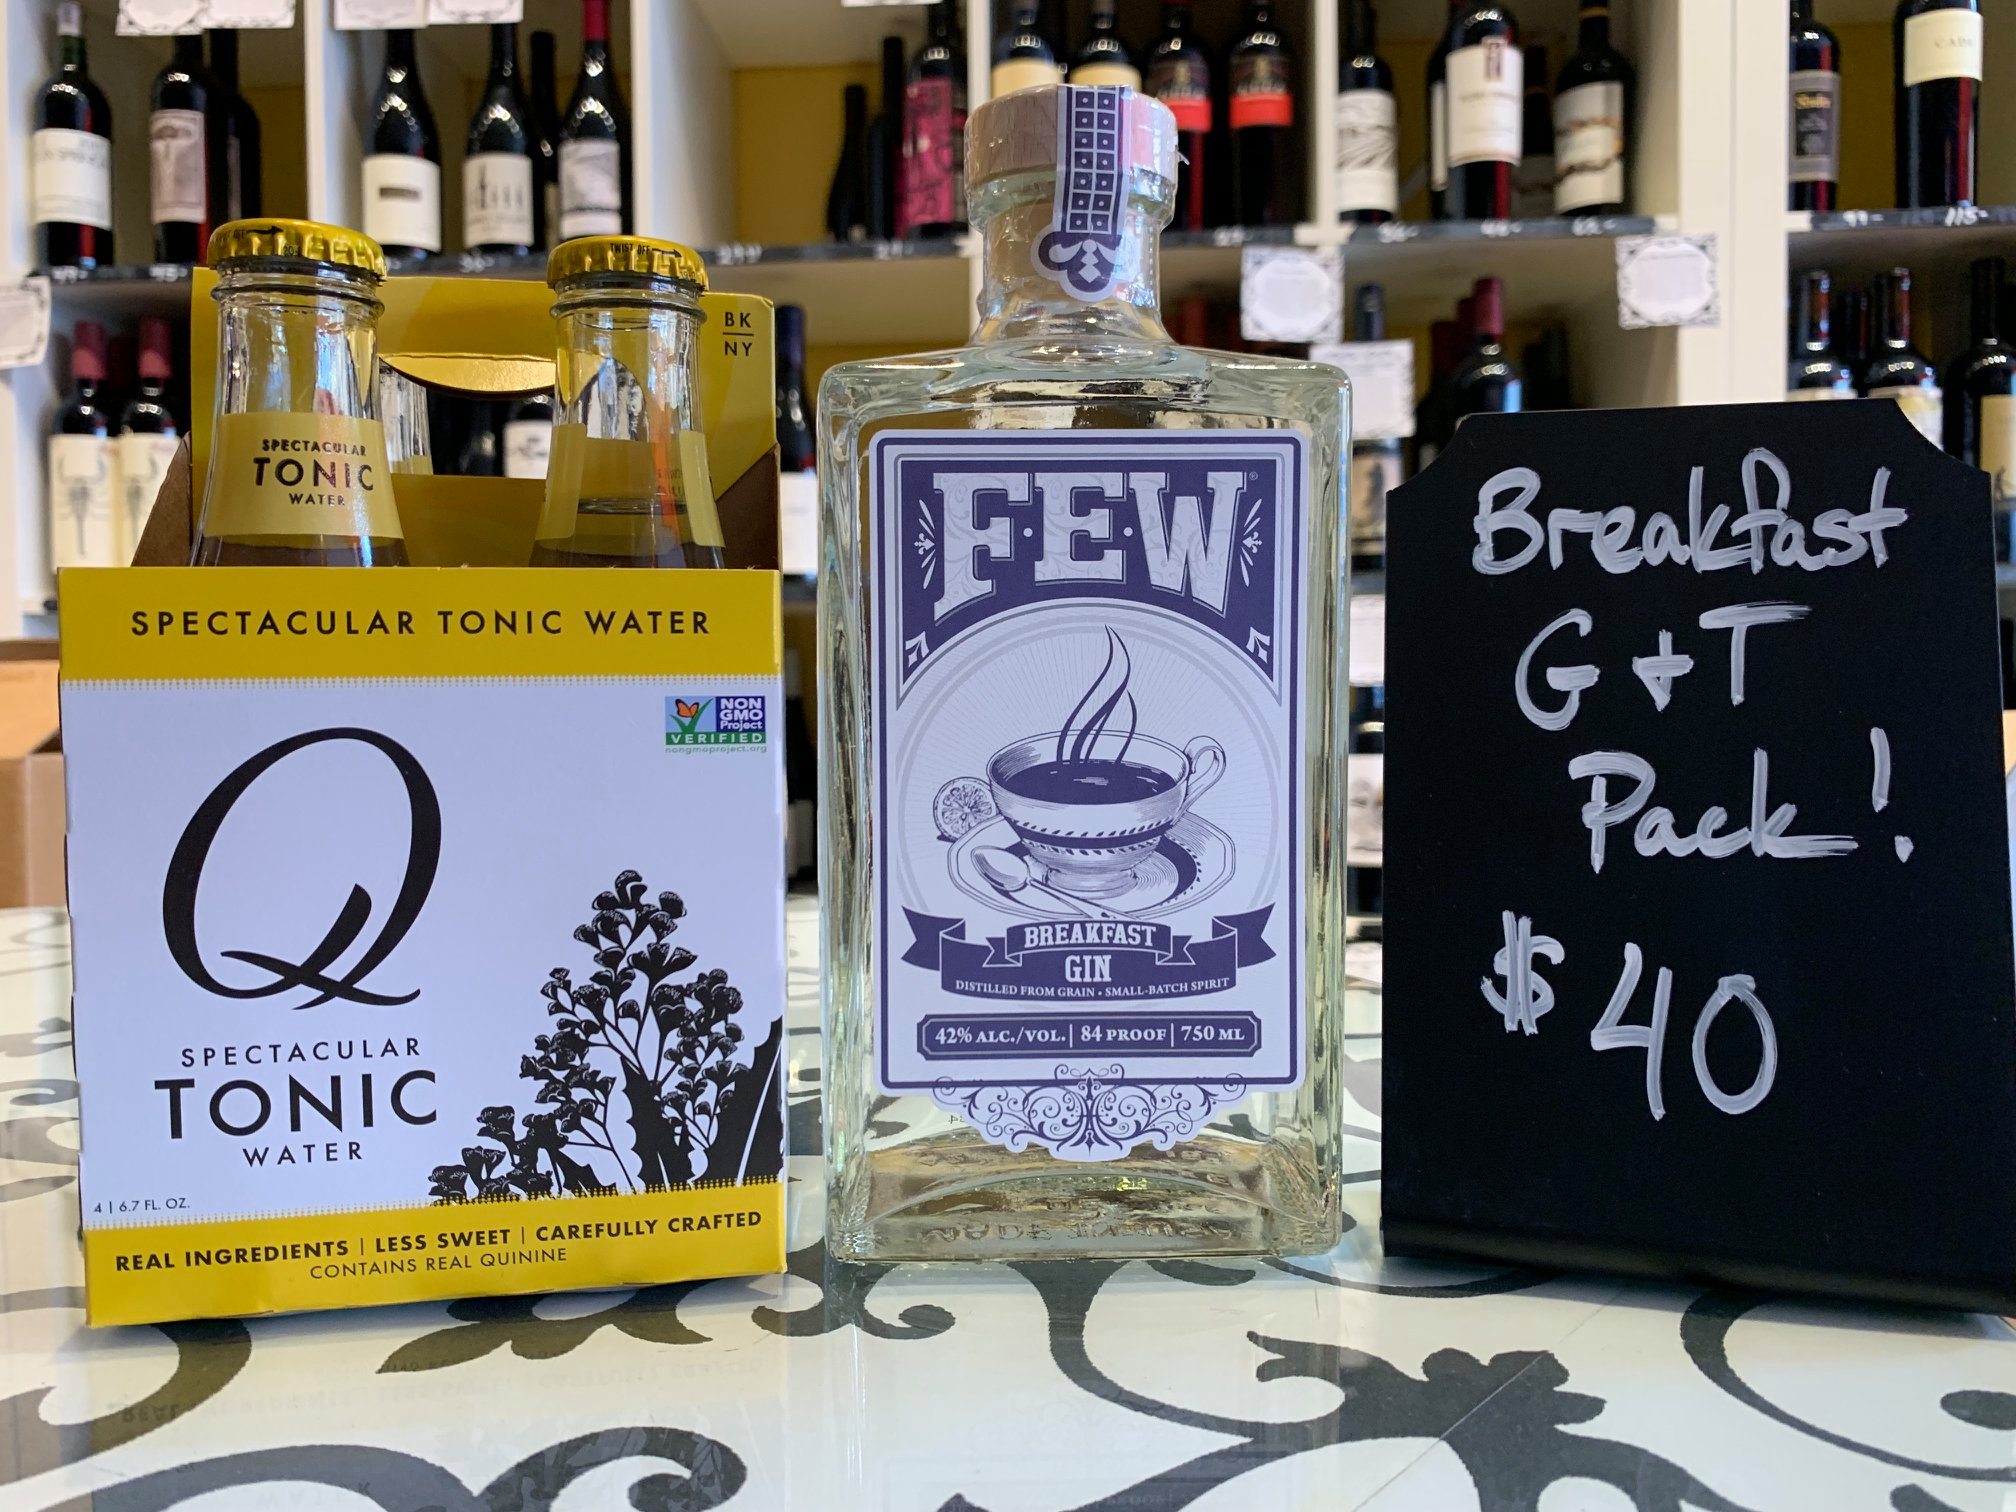 BK
NY
TWIST OFF
SPECTACULAR
TONIC
WATER
SPECTACULAR TONIC WATER
NON
GMO
Project
VERIFIED
nongmoproject.org
Q
SPECTACULAR
TONIC
WATER
4 | 6.7 FL. OZ.
REAL INGREDIENTS | LESS SWEET | CAREFULLY CRAFTED
CONTAINS REAL QUININE
F·E·W®
BREAKFAST
GIN
DISTILLED FROM GRAIN • SMALL-BATCH SPIRIT
42% ALC./VOL. | 84 PROOF | 750 ML
Breakfast
G + T
Pack!
$40